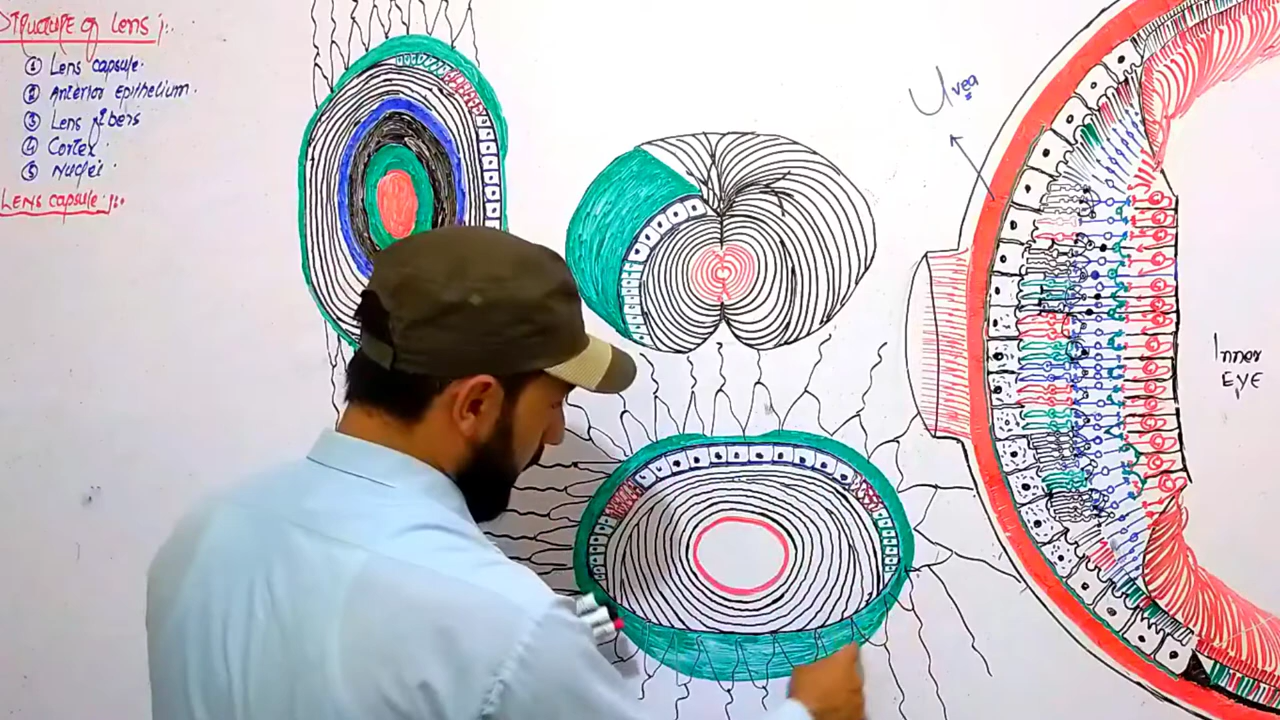 Structure of Lens :-
① Lens capsule.
② Anterior epithelium.
③ Lens fibers
④ Cortex
⑤ Nuclei
Lens capsule :-
Uvea
Inner
EYE